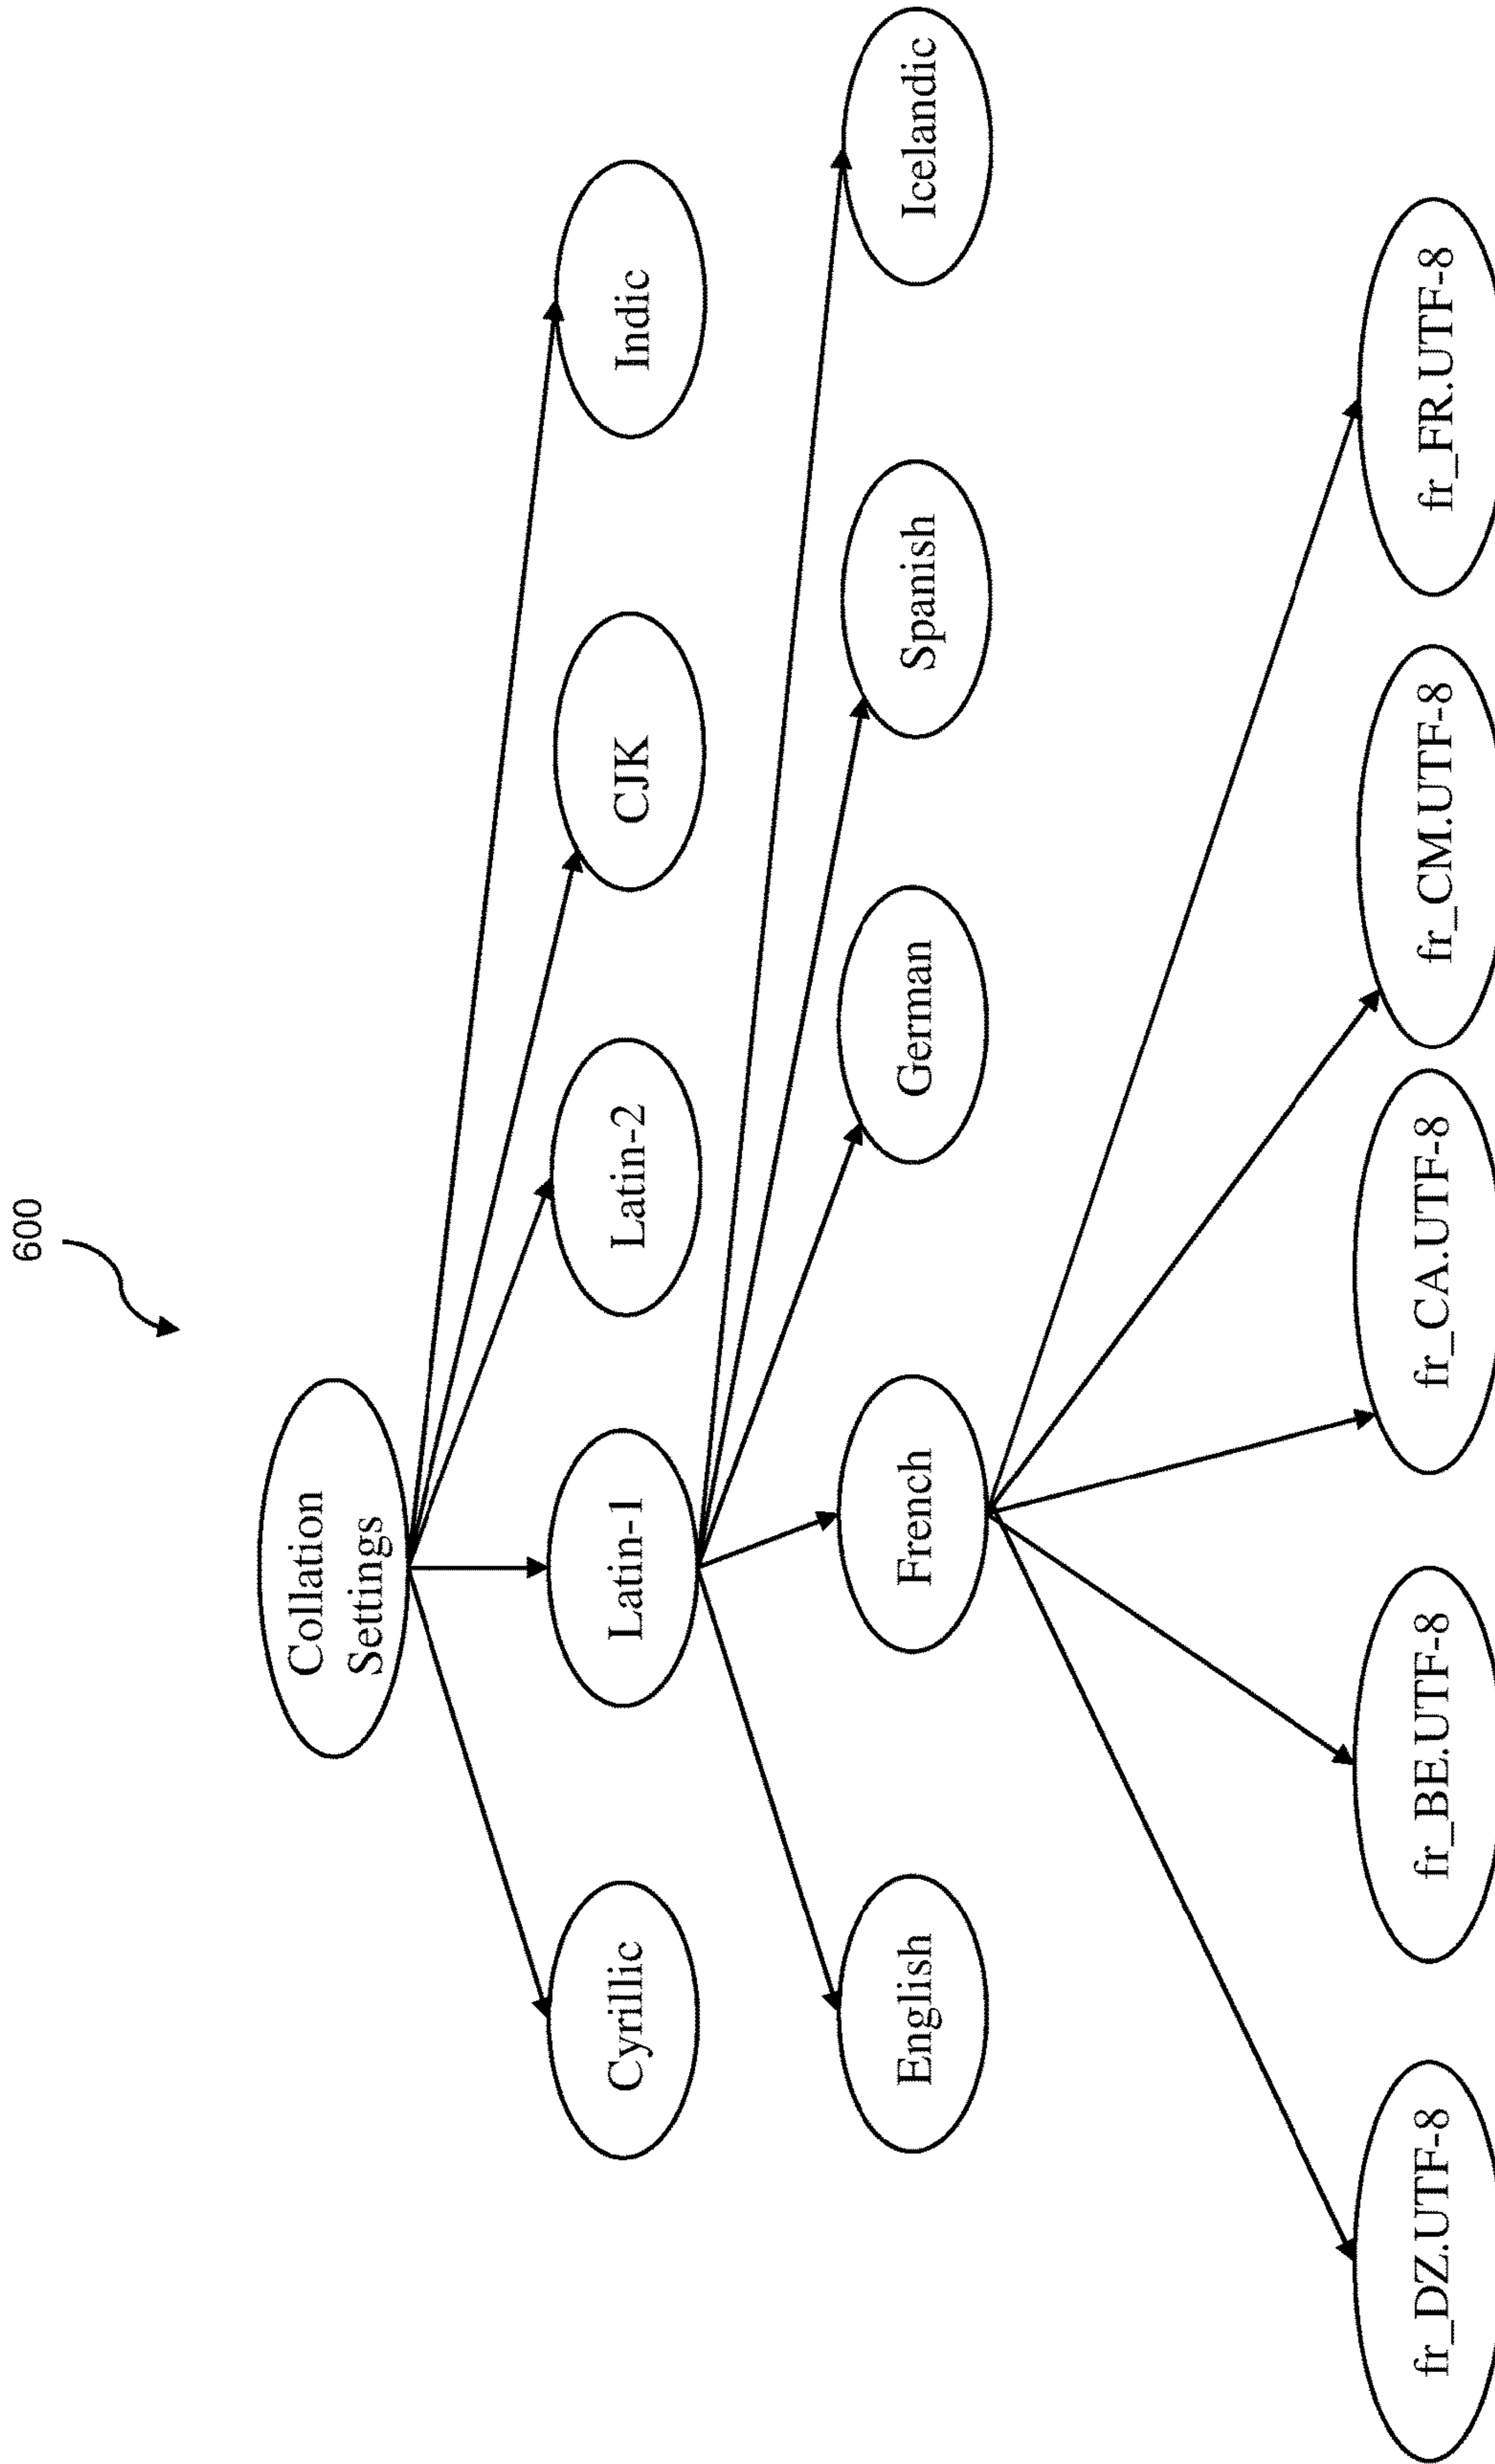 600
Collation
Settings
Cyrillic
Latin-1
Latin-2
CJK
Indic
English
French
German
Spanish
Icelandic
fr_DZ.UTF-8
fr_BE.UTF-8
fr_CA.UTF-8
fr_CM.UTF-8
fr_FR.UTF-8